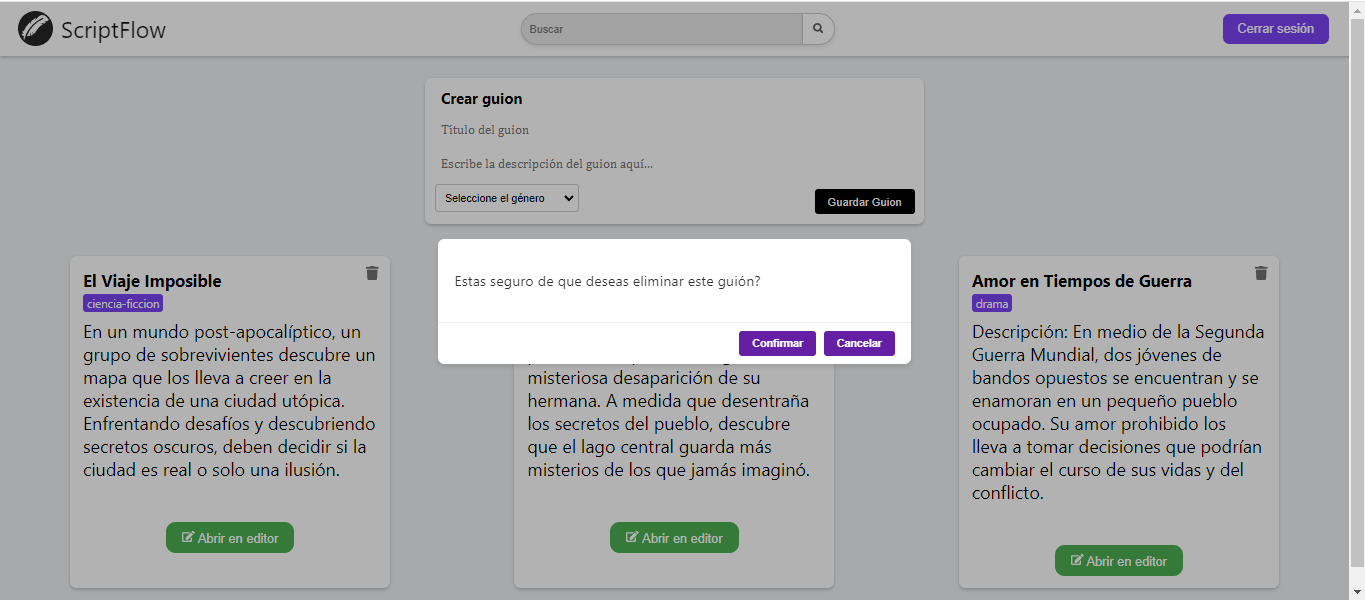 ScriptFlow
Buscar
Cerrar sesión
Crear guion
Título del guion
Escribe la descripción del guion aquí...
Seleccione el género
Guardar Guion
Estas seguro de que deseas eliminar este guión?
Confirmar
Cancelar
El Viaje Imposible
ciencia-ficcion
En un mundo post-apocalíptico, un
grupo de sobrevivientes descubre un
mapa que los lleva a creer en la
existencia de una ciudad utópica.
Enfrentando desafíos y descubriendo
secretos oscuros, deben decidir si la
ciudad es real o solo una ilusión.
Abrir en editor
misteriosa desaparición de su
hermana. A medida que desentraña
los secretos del pueblo, descubre
que el lago central guarda más
misterios de los que jamás imaginó.
Abrir en editor
Amor en Tiempos de Guerra
drama
Descripción: En medio de la Segunda
Guerra Mundial, dos jóvenes de
bandos opuestos se encuentran y se
enamoran en un pequeño pueblo
ocupado. Su amor prohibido los
lleva a tomar decisiones que podrían
cambiar el curso de sus vidas y del
conflicto.
Abrir en editor